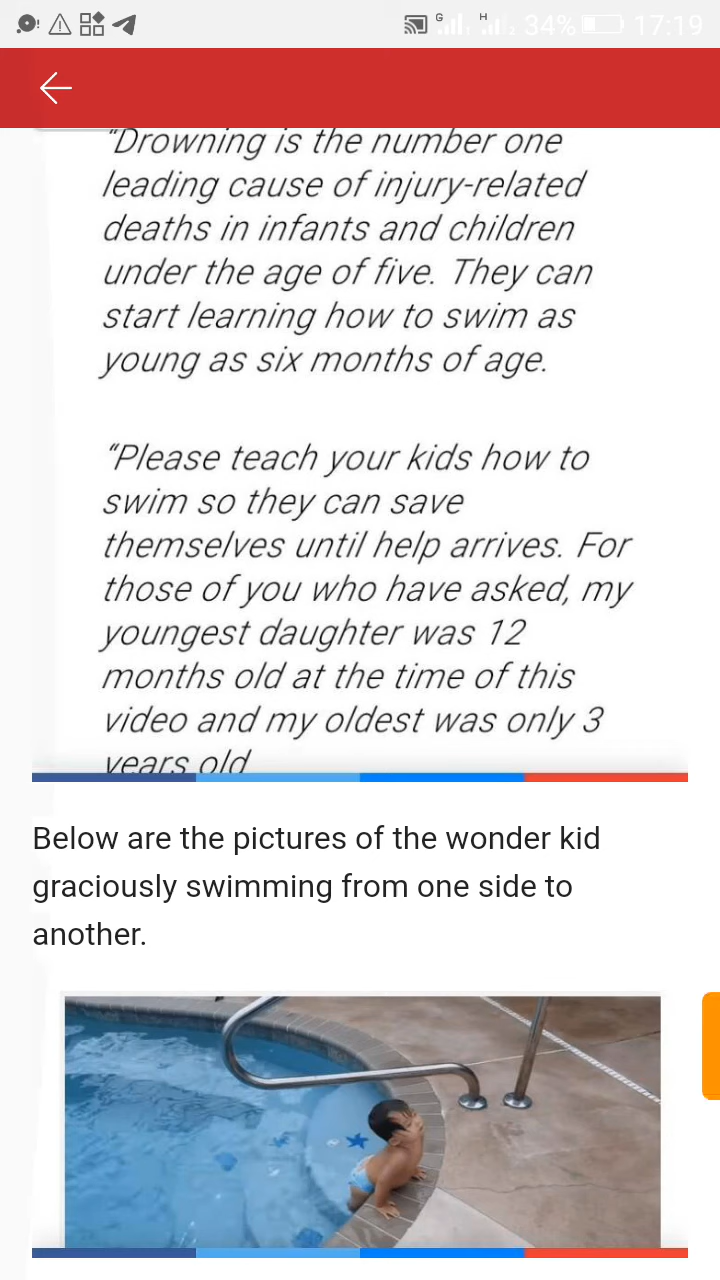 G
H
2
34%
17:19
“Drowning is the number one
leading cause of injury-related
deaths in infants and children
under the age of five. They can
start learning how to swim as
young as six months of age.
“Please teach your kids how to
swim so they can save
themselves until help arrives. For
those of you who have asked, my
youngest daughter was 12
months old at the time of this
video and my oldest was only 3
years old
Below are the pictures of the wonder kid
graciously swimming from one side to
another.